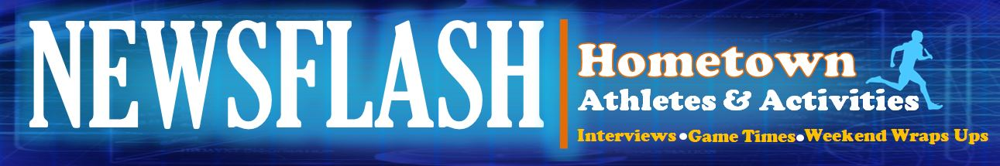 NEWSFLASH
Hometown
Athletes & Activities
Interviews •Game Times•Weekend Wraps Ups